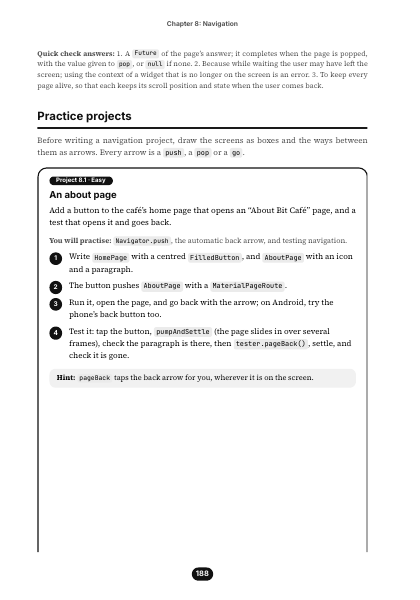 Chapter 8: Navigation
Quick check answers: 1. A Future of the page's answer; it completes when the page is popped,
with the value given to pop, or null if none. 2. Because while waiting the user may have left the
screen; using the context of a widget that is no longer on the screen is an error. 3. To keep every
page alive, so that each keeps its scroll position and state when the user comes back.
Practice projects
Before writing a navigation project, draw the screens as boxes and the ways between
them as arrows. Every arrow is a push, a pop or a go.
Project 8.1 · Easy
An about page
Add a button to the café's home page that opens an “About Bit Café” page, and a
test that opens it and goes back.
You will practise: Navigator.push, the automatic back arrow, and testing navigation.
1 Write HomePage with a centred FilledButton, and AboutPage with an icon
and a paragraph.
2 The button pushes AboutPage with a MaterialPageRoute.
3 Run it, open the page, and go back with the arrow; on Android, try the
phone's back button too.
4 Test it: tap the button, pumpAndSettle (the page slides in over several
frames), check the paragraph is there, then tester.pageBack(), settle, and
check it is gone.
Hint: pageBack taps the back arrow for you, wherever it is on the screen.
188